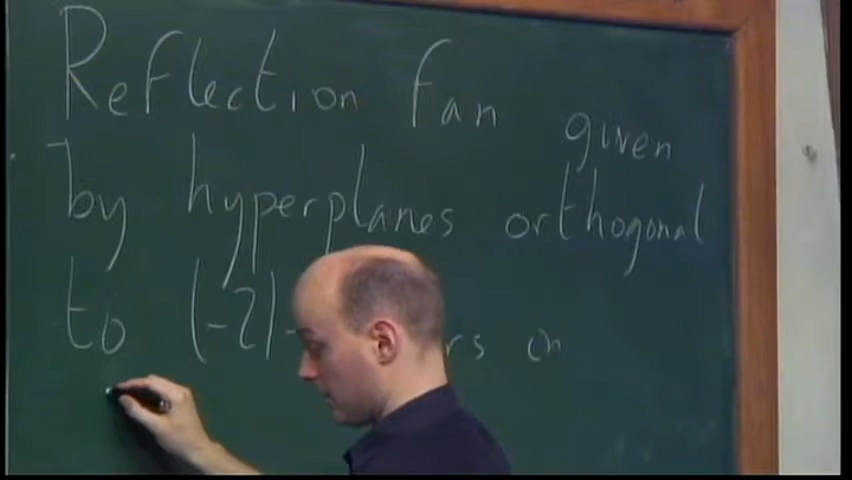 Reflection fan given
by hyperplanes orthogonal
to (-2)- rs in